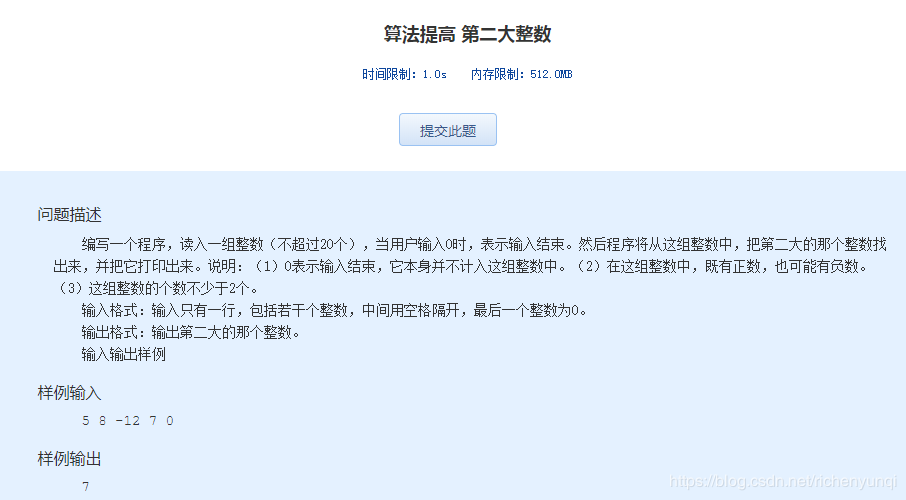 算法提高 第二大整数
时间限制：1.0s 内存限制：512.0MB
提交此题
问题描述
编写一个程序，读入一组整数（不超过20个），当用户输入0时，表示输入结束。然后程序将从这组整数中，把第二大的那个整数找
出来，并把它打印出来。说明：（1）0表示输入结束，它本身并不计入这组整数中。（2）在这组整数中，既有正数，也可能有负数。
（3）这组整数的个数不少于2个。
输入格式：输入只有一行，包括若干个整数，中间用空格隔开，最后一个整数为0。
输出格式：输出第二大的那个整数。
输入输出样例
样例输入
5 8 -12 7 0
样例输出
7
https://blog.csdn.net/richenyunqi